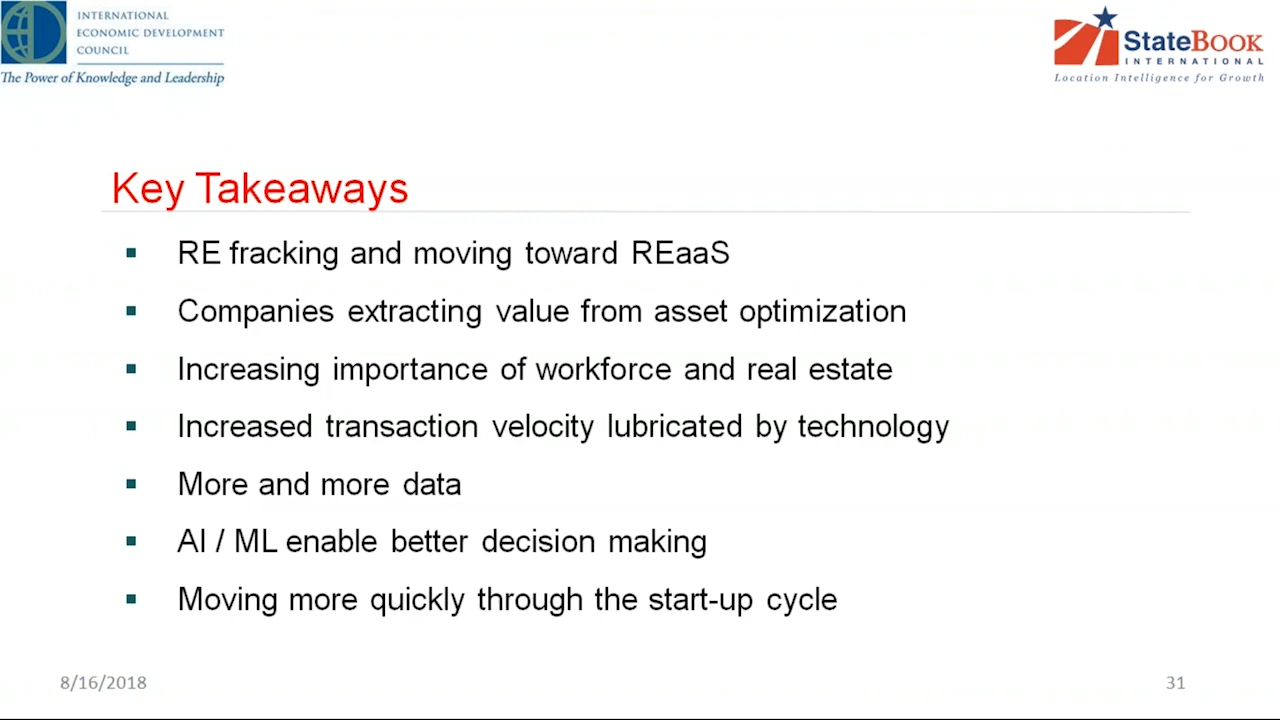 INTERNATIONAL
ECONOMIC DEVELOPMENT
COUNCIL
The Power of Knowledge and Leadership
StateBook
INTERNATIONAL
Location Intelligence for Growth
Key Takeaways
▪ RE fracking and moving toward REaaS
▪ Companies extracting value from asset optimization
▪ Increasing importance of workforce and real estate
▪ Increased transaction velocity lubricated by technology
▪ More and more data
▪ AI / ML enable better decision making
▪ Moving more quickly through the start-up cycle
8/16/2018
31